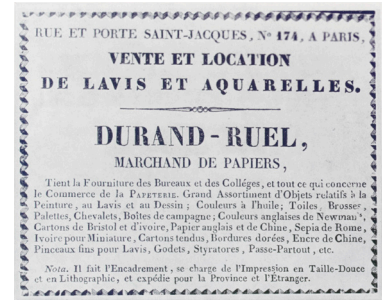 RUE ET PORTE SAINT-JACQUES, Nº 174, A PARIS,
VENTE ET LOCATION
DE LAVIS ET AQUARELLES.
DURAND-RUEL,
MARCHAND DE PAPIERS,
Tient la Fourniture des Bureaux et des Colléges, et tout ce qui concerne
le Commerce de la PAPETERIE. Grand Assortiment d'Objets relatifs à la
Peinture, au Lavis et au Dessin; Couleurs à l'huile; Toiles, Brosses,
Palettes, Chevalets, Boîtes de campagne; Couleurs anglaises de Newman's,
Cartons de Bristol et d'ivoire, Papier anglais et de Chine, Sepia de Rome,
Ivoire pour Miniature, Cartons tendus, Bordures dorées, Encre de Chine,
Pinceaux fins pour Lavis, Godets, Styratores, Passe-Partout, etc.
Nota. Il fait l'Encadrement, se charge de l'Impression en Taille-Douce
et en Lithographie, et expédie pour la Province et l'Étranger.